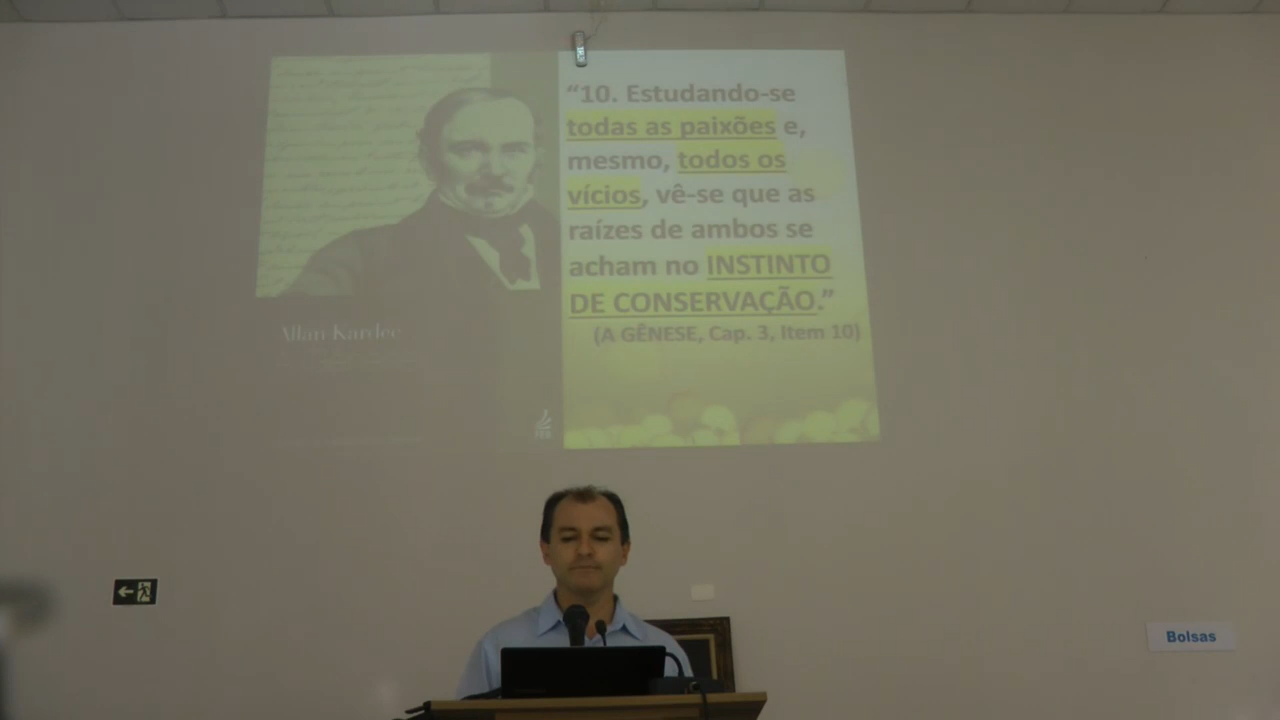 “10. Estudando-se
todas as paixões e,
mesmo, todos os
vícios, vê-se que as
raízes de ambos se
acham no INSTINTO
DE CONSERVAÇÃO.”
(A GÊNESE, Cap. 3, Item 10)
Allan Kardec
FEB
Bolsas